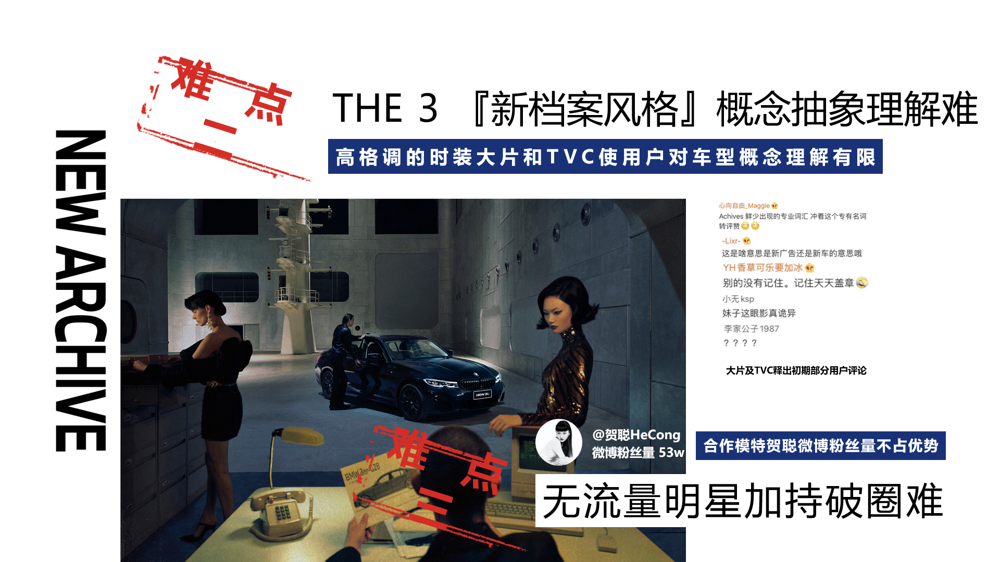 NEW ARCHIVE
难点
二
THE 3 『新档案风格』概念抽象理解难
高格调的时装大片和TVC使用户对车型概念理解有限
心向自由_Maggie
Achives 鲜少出现的专业词汇 冲着这个专有名词
转评赞
-Lixr-
这是啥意思是新广告还是新车的意思哦
YH香草可乐要加冰
别的没有记住。记住天天盖章
小无ksp
妹子这眼影真诡异
李家公子1987
？？？？
大片及TVC释出初期部分用户评论
难点
三
BMW 3er-G28
@贺聪HeCong
微博粉丝量 53w
合作模特贺聪微博粉丝量不占优势
无流量明星加持破圈难